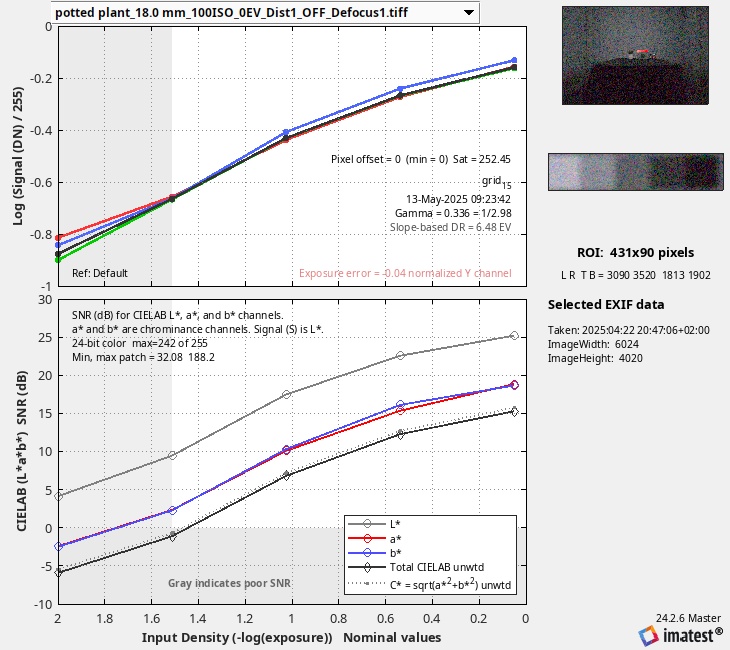 potted plant_18.0 mm_100ISO_0EV_Dist1_OFF_Defocus1.tiff
0
-0.2
-0.4
-0.6
-0.8
-1
Log (Signal (DN) / 255)
Pixel offset = 0 (min = 0) Sat = 252.45
grid_15
13-May-2025 09:23:42
Gamma = 0.336 = 1/2.98
Slope-based DR = 6.48 EV
Ref: Default
Exposure error = -0.04 normalized Y channel
30
25
20
15
10
5
0
-5
-10
CIELAB (L*a*b*) SNR (dB)
SNR (dB) for CIELAB L*, a*, and b* channels.
a* and b* are chrominance channels. Signal (S) is L*.
24-bit color max=242 of 255
Min, max patch = 32.08 188.2
Gray indicates poor SNR
L*
a*
b*
Total CIELAB unwtd
C* = sqrt(a*²+b*²) unwtd
2
1.8
1.6
1.4
1.2
1
0.8
0.6
0.4
0.2
0
Input Density (-log(exposure)) Nominal values
ROI: 431x90 pixels
L R T B = 3090 3520 1813 1902
Selected EXIF data
Taken: 2025:04:22 20:47:06+02:00
ImageWidth: 6024
ImageHeight: 4020
24.2.6 Master
imatest®